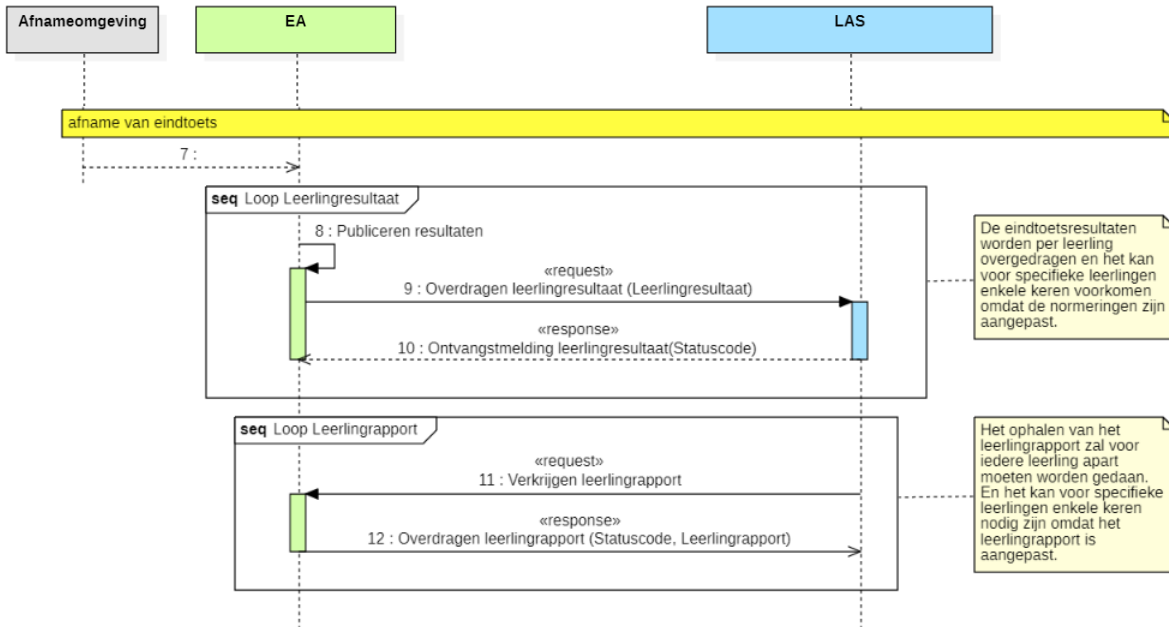 Afnameomgeving
EA
LAS
afname van eindtoets
7 :
seq Loop Leerlingresultaat
8 : Publiceren resultaten
«request»
9 : Overdragen leerlingresultaat (Leerlingresultaat)
«response»
10 : Ontvangstmelding leerlingresultaat(Statuscode)
De eindtoetsresultaten
worden per leerling
overgedragen en het kan
voor specifieke leerlingen
enkele keren voorkomen
omdat de normeringen zijn
aangepast.
seq Loop Leerlingrapport
«request»
11 : Verkrijgen leerlingrapport
«response»
12 : Overdragen leerlingrapport (Statuscode, Leerlingrapport)
Het ophalen van het
leerlingrapport zal voor
iedere leerling apart
moeten worden gedaan.
En het kan voor specifieke
leerlingen enkele keren
nodig zijn omdat het
leerlingrapport is
aangepast.